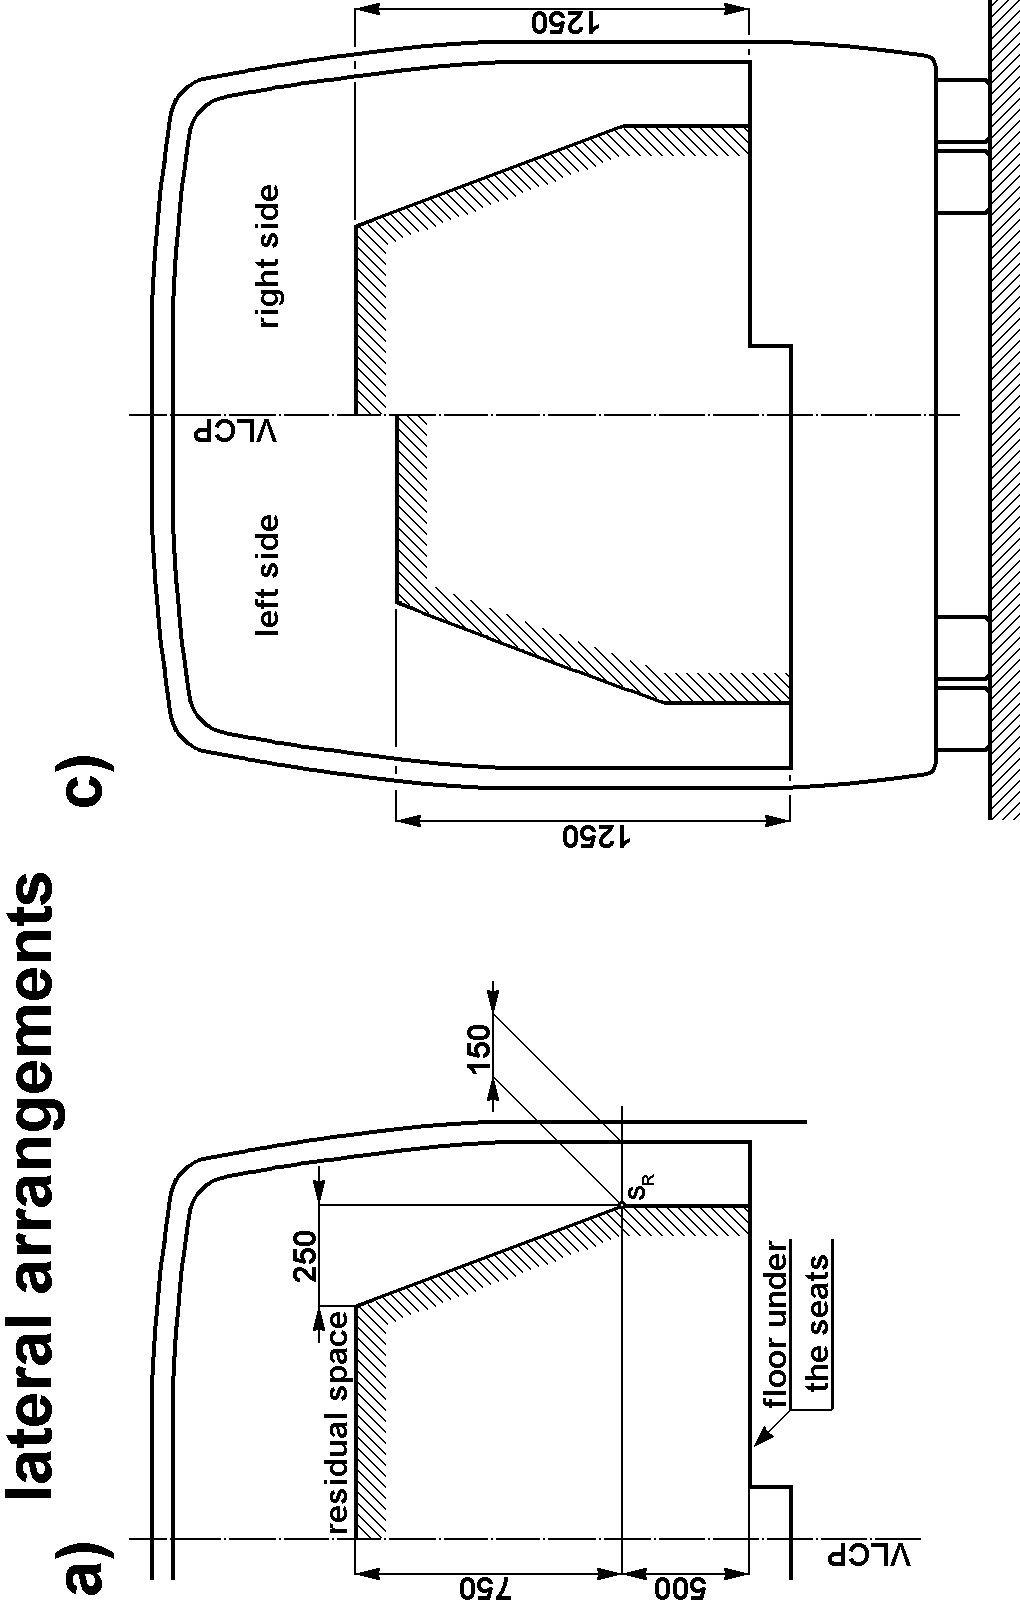 lateral arrangements
a)
250
residual space
150
SR
750
500
floor under
the seats
VLCP
c)
left side
right side
VLCP
1250
1250